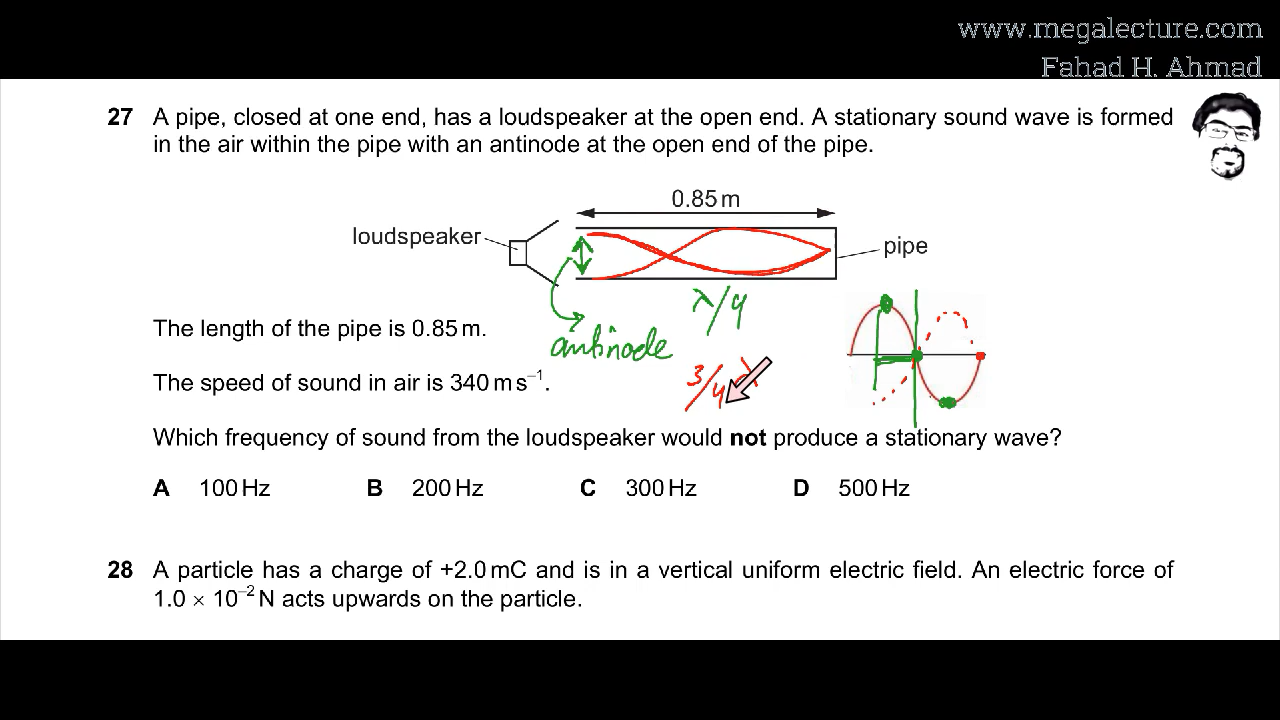 www.megalecture.com
Fahad H. Ahmad
27 A pipe, closed at one end, has a loudspeaker at the open end. A stationary sound wave is formed
in the air within the pipe with an antinode at the open end of the pipe.
0.85 m
loudspeaker
pipe
λ/4
The length of the pipe is 0.85 m.
antinode
The speed of sound in air is 340 m s⁻¹.
3/4 λ
Which frequency of sound from the loudspeaker would not produce a stationary wave?
A 100 Hz B 200 Hz C 300 Hz D 500 Hz
28 A particle has a charge of +2.0 mC and is in a vertical uniform electric field. An electric force of
1.0 × 10⁻² N acts upwards on the particle.